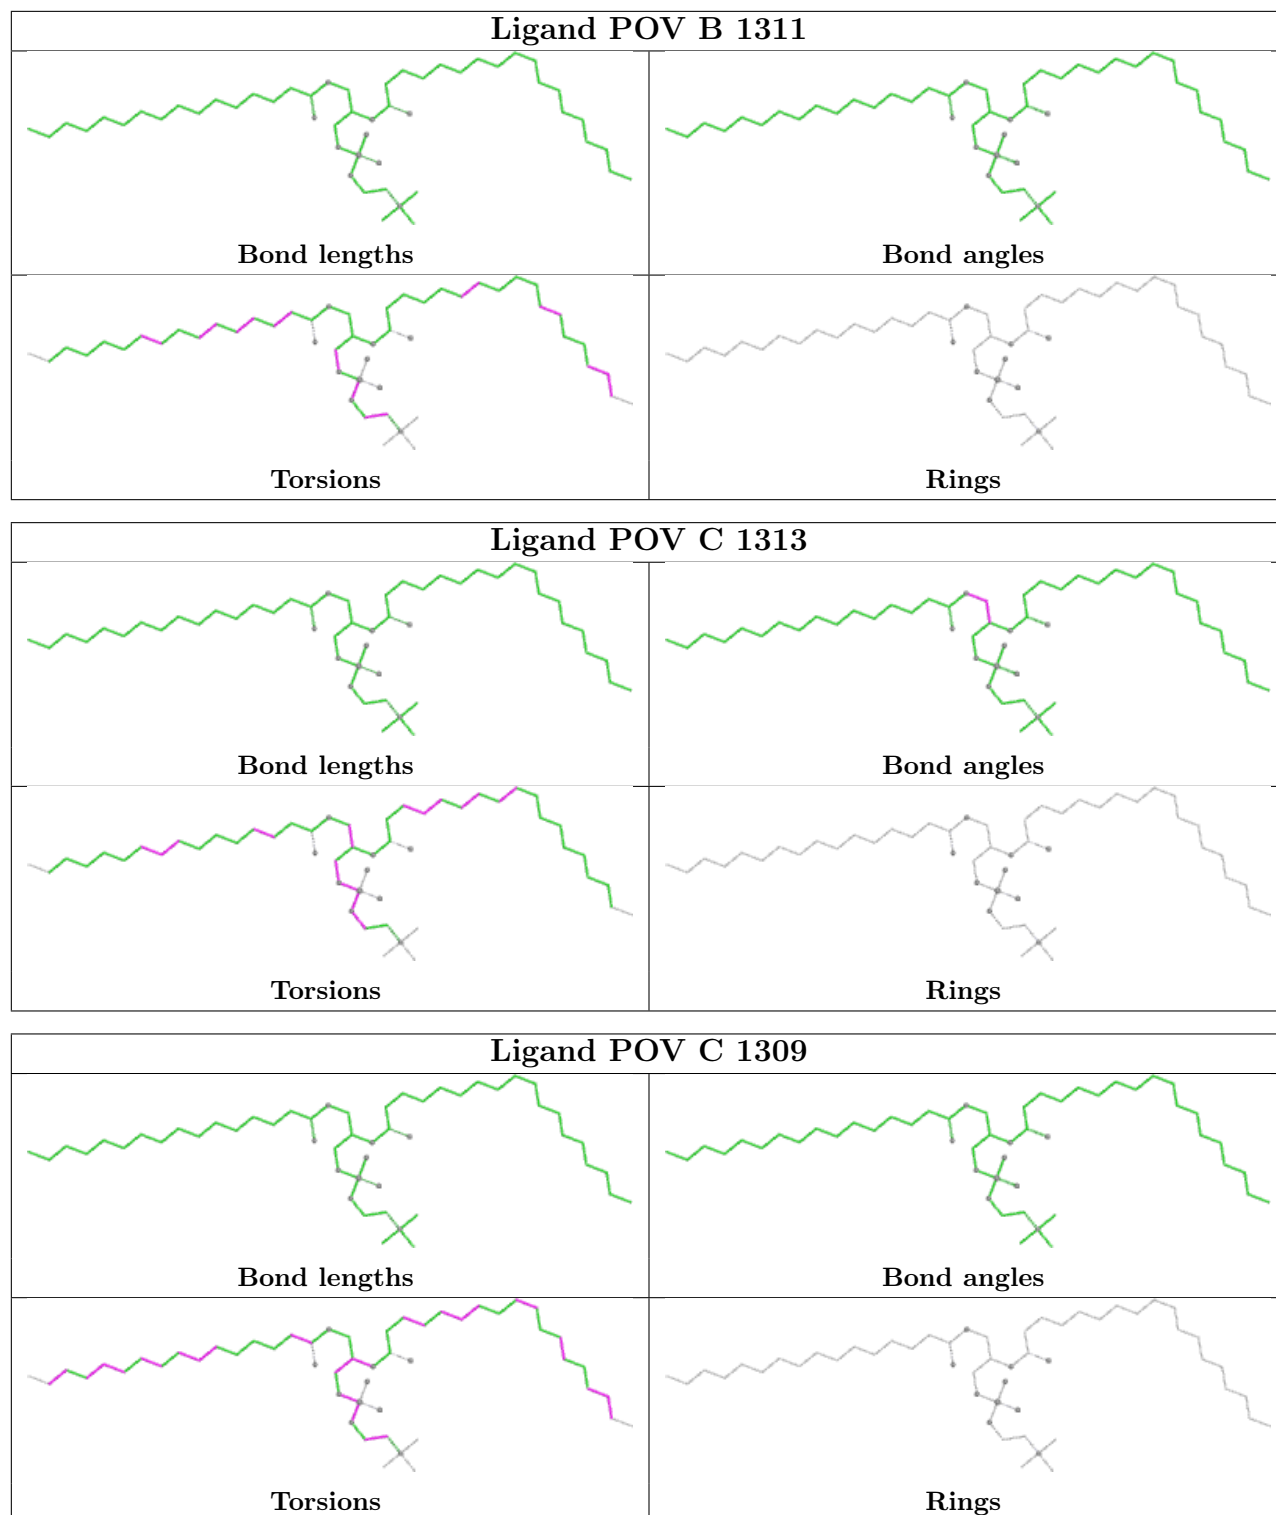 Ligand POV B 1311
Bond lengths
Bond angles
Torsions
Rings
Ligand POV C 1313
Bond lengths
Bond angles
Torsions
Rings
Ligand POV C 1309
Bond lengths
Bond angles
Torsions
Rings